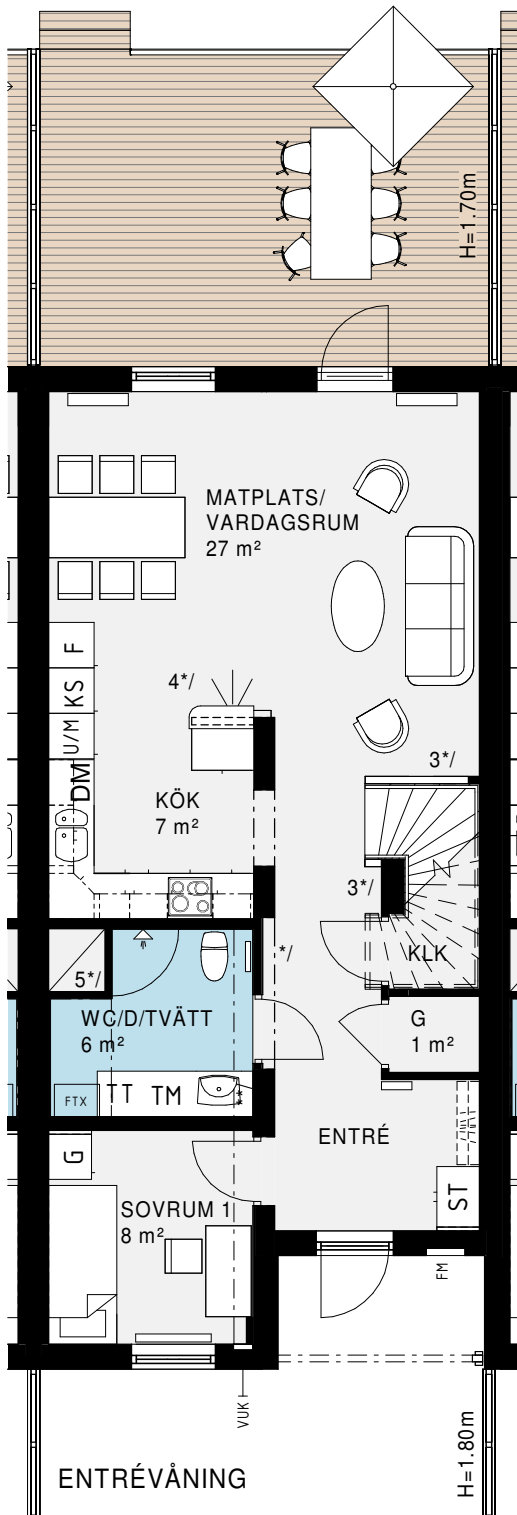 H=1.70m
MATPLATS/
VARDAGSRUM
27 m²
F
KS
U/M
DM
4*/
3*/
KÖK
7 m²
3*/
KLK
*/
5*/
WC/D/TVÄTT
6 m²
G
1 m²
FTX
TT
TM
**
ENTRÉ
G
ST
SOVRUM 1
8 m²
FM
VUK
H=1.80m
ENTRÉVÅNING